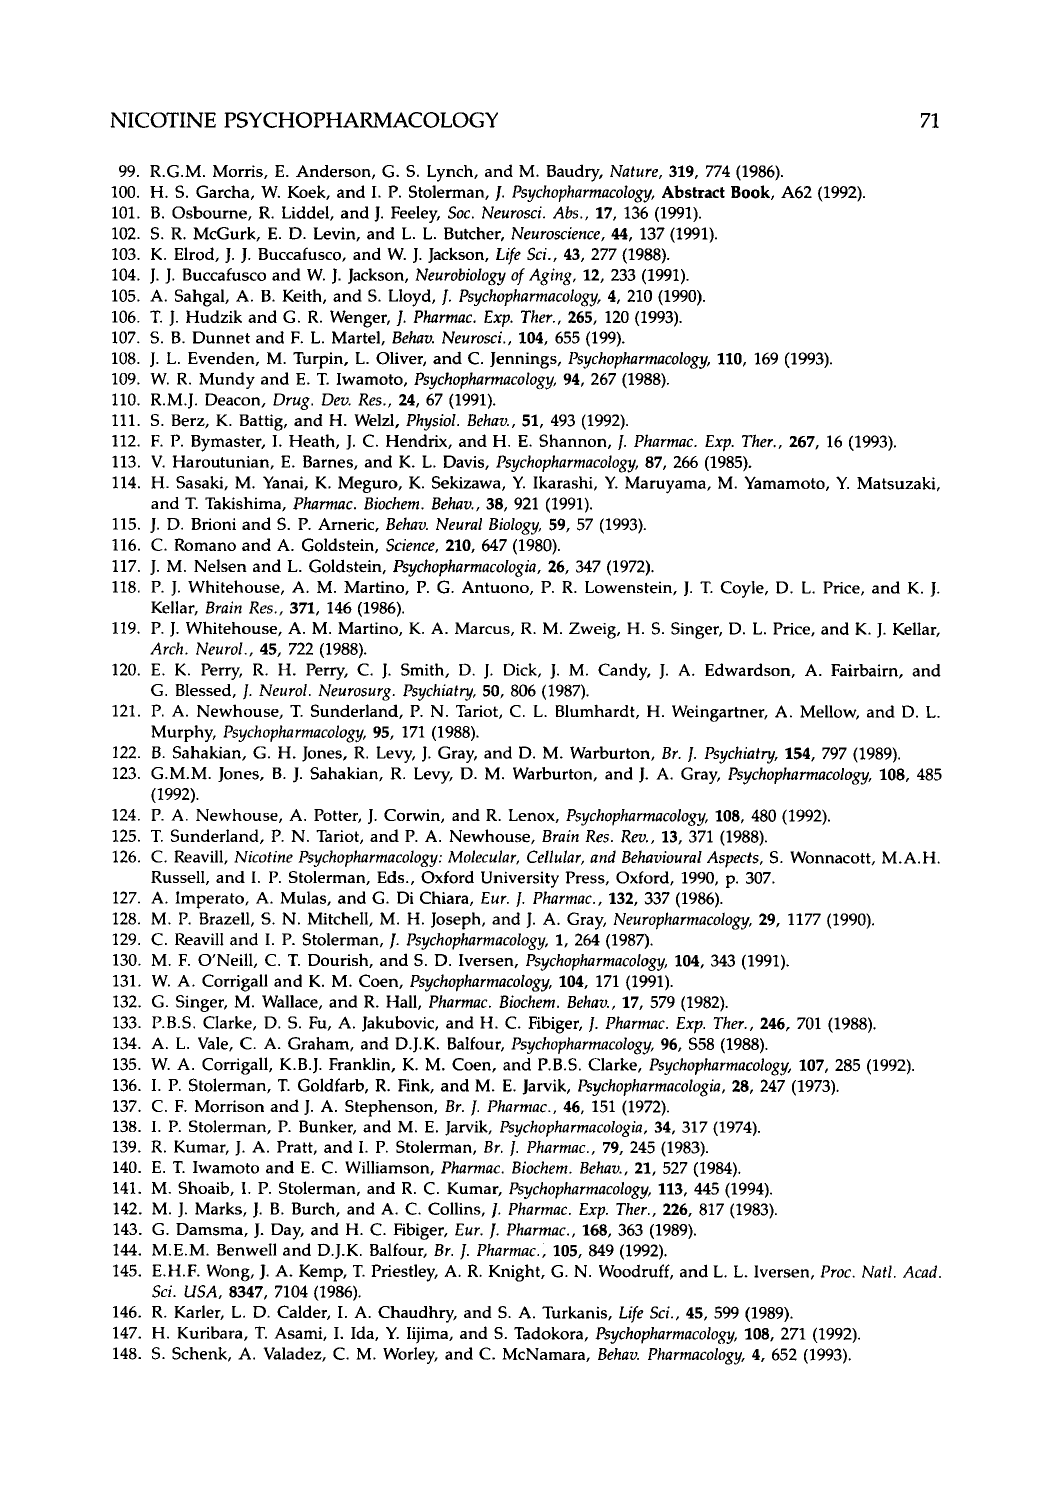 NICOTINE PSYCHOPHARMACOLOGY 71
99. R.G.M. Morris, E. Anderson, G. S. Lynch, and M. Baudry, Nature, 319, 774 (1986).
100. H. S. Garcha, W. Koek, and I. P. Stolerman, J. Psychopharmacology, Abstract Book, A62 (1992).
101. B. Osbourne, R. Liddel, and J. Feeley, Soc. Neurosci. Abs., 17, 136 (1991).
102. S. R. McGurk, E. D. Levin, and L. L. Butcher, Neuroscience, 44, 137 (1991).
103. K. Elrod, J. J. Buccafusco, and W. J. Jackson, Life Sci., 43, 277 (1988).
104. J. J. Buccafusco and W. J. Jackson, Neurobiology of Aging, 12, 233 (1991).
105. A. Sahgal, A. B. Keith, and S. Lloyd, J. Psychopharmacology, 4, 210 (1990).
106. T. J. Hudzik and G. R. Wenger, J. Pharmac. Exp. Ther., 265, 120 (1993).
107. S. B. Dunnet and F. L. Martel, Behav. Neurosci., 104, 655 (199).
108. J. L. Evenden, M. Turpin, L. Oliver, and C. Jennings, Psychopharmacology, 110, 169 (1993).
109. W. R. Mundy and E. T. Iwamoto, Psychopharmacology, 94, 267 (1988).
110. R.M.J. Deacon, Drug. Dev. Res., 24, 67 (1991).
111. S. Berz, K. Battig, and H. Welzl, Physiol. Behav., 51, 493 (1992).
112. F. P. Bymaster, I. Heath, J. C. Hendrix, and H. E. Shannon, J. Pharmac. Exp. Ther., 267, 16 (1993).
113. V. Haroutunian, E. Barnes, and K. L. Davis, Psychopharmacology, 87, 266 (1985).
114. H. Sasaki, M. Yanai, K. Meguro, K. Sekizawa, Y. Ikarashi, Y. Maruyama, M. Yamamoto, Y. Matsuzaki,
and T. Takishima, Pharmac. Biochem. Behav., 38, 921 (1991).
115. J. D. Brioni and S. P. Arneric, Behav. Neural Biology, 59, 57 (1993).
116. C. Romano and A. Goldstein, Science, 210, 647 (1980).
117. J. M. Nelsen and L. Goldstein, Psychopharmacologia, 26, 347 (1972).
118. P. J. Whitehouse, A. M. Martino, P. G. Antuono, P. R. Lowenstein, J. T. Coyle, D. L. Price, and K. J.
Kellar, Brain Res., 371, 146 (1986).
119. P. J. Whitehouse, A. M. Martino, K. A. Marcus, R. M. Zweig, H. S. Singer, D. L. Price, and K. J. Kellar,
Arch. Neurol., 45, 722 (1988).
120. E. K. Perry, R. H. Perry, C. J. Smith, D. J. Dick, J. M. Candy, J. A. Edwardson, A. Fairbairn, and
G. Blessed, J. Neurol. Neurosurg. Psychiatry, 50, 806 (1987).
121. P. A. Newhouse, T. Sunderland, P. N. Tariot, C. L. Blumhardt, H. Weingartner, A. Mellow, and D. L.
Murphy, Psychopharmacology, 95, 171 (1988).
122. B. Sahakian, G. H. Jones, R. Levy, J. Gray, and D. M. Warburton, Br. J. Psychiatry, 154, 797 (1989).
123. G.M.M. Jones, B. J. Sahakian, R. Levy, D. M. Warburton, and J. A. Gray, Psychopharmacology, 108, 485
(1992).
124. P. A. Newhouse, A. Potter, J. Corwin, and R. Lenox, Psychopharmacology, 108, 480 (1992).
125. T. Sunderland, P. N. Tariot, and P. A. Newhouse, Brain Res. Rev., 13, 371 (1988).
126. C. Reavill, Nicotine Psychopharmacology: Molecular, Cellular, and Behavioural Aspects, S. Wonnacott, M.A.H.
Russell, and I. P. Stolerman, Eds., Oxford University Press, Oxford, 1990, p. 307.
127. A. Imperato, A. Mulas, and G. Di Chiara, Eur. J. Pharmac., 132, 337 (1986).
128. M. P. Brazell, S. N. Mitchell, M. H. Joseph, and J. A. Gray, Neuropharmacology, 29, 1177 (1990).
129. C. Reavill and I. P. Stolerman, J. Psychopharmacology, 1, 264 (1987).
130. M. F. O'Neill, C. T. Dourish, and S. D. Iversen, Psychopharmacology, 104, 343 (1991).
131. W. A. Corrigall and K. M. Coen, Psychopharmacology, 104, 171 (1991).
132. G. Singer, M. Wallace, and R. Hall, Pharmac. Biochem. Behav., 17, 579 (1982).
133. P.B.S. Clarke, D. S. Fu, A. Jakubovic, and H. C. Fibiger, J. Pharmac. Exp. Ther., 246, 701 (1988).
134. A. L. Vale, C. A. Graham, and D.J.K. Balfour, Psychopharmacology, 96, S58 (1988).
135. W. A. Corrigall, K.B.J. Franklin, K. M. Coen, and P.B.S. Clarke, Psychopharmacology, 107, 285 (1992).
136. I. P. Stolerman, T. Goldfarb, R. Fink, and M. E. Jarvik, Psychopharmacologia, 28, 247 (1973).
137. C. F. Morrison and J. A. Stephenson, Br. J. Pharmac., 46, 151 (1972).
138. I. P. Stolerman, P. Bunker, and M. E. Jarvik, Psychopharmacologia, 34, 317 (1974).
139. R. Kumar, J. A. Pratt, and I. P. Stolerman, Br. J. Pharmac., 79, 245 (1983).
140. E. T. Iwamoto and E. C. Williamson, Pharmac. Biochem. Behav., 21, 527 (1984).
141. M. Shoaib, I. P. Stolerman, and R. C. Kumar, Psychopharmacology, 113, 445 (1994).
142. M. J. Marks, J. B. Burch, and A. C. Collins, J. Pharmac. Exp. Ther., 226, 817 (1983).
143. G. Damsma, J. Day, and H. C. Fibiger, Eur. J. Pharmac., 168, 363 (1989).
144. M.E.M. Benwell and D.J.K. Balfour, Br. J. Pharmac., 105, 849 (1992).
145. E.H.F. Wong, J. A. Kemp, T. Priestley, A. R. Knight, G. N. Woodruff, and L. L. Iversen, Proc. Natl. Acad.
Sci. USA, 8347, 7104 (1986).
146. R. Karler, L. D. Calder, I. A. Chaudhry, and S. A. Turkanis, Life Sci., 45, 599 (1989).
147. H. Kuribara, T. Asami, I. Ida, Y. Iijima, and S. Tadokora, Psychopharmacology, 108, 271 (1992).
148. S. Schenk, A. Valadez, C. M. Worley, and C. McNamara, Behav. Pharmacology, 4, 652 (1993).